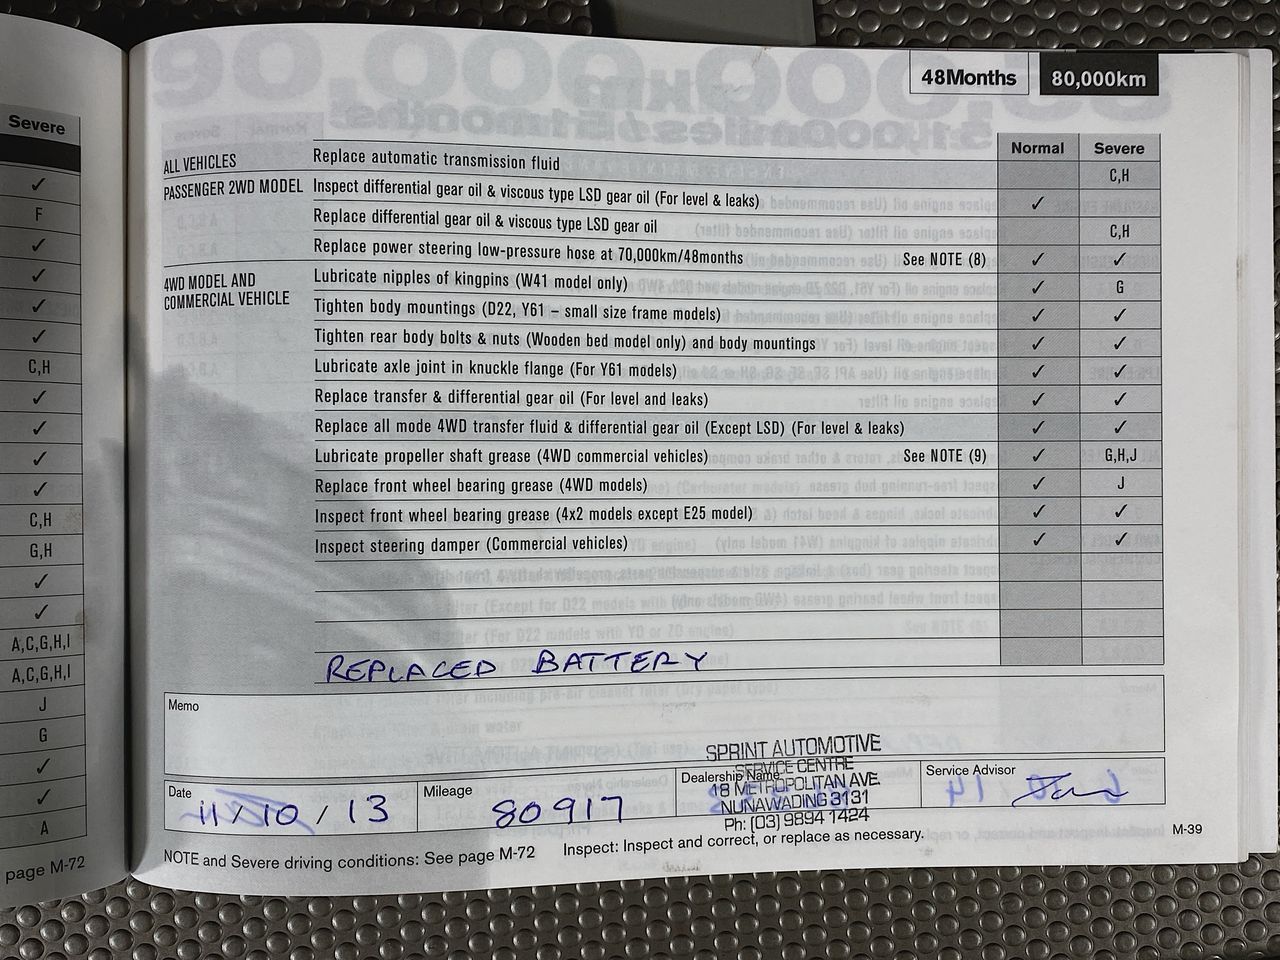 48Months 80,000km
Normal Severe
ALL VEHICLES Replace automatic transmission fluid C,H
PASSENGER 2WD MODEL Inspect differential gear oil & viscous type LSD gear oil (For level & leaks) ✓
Replace differential gear oil & viscous type LSD gear oil C,H
Replace power steering low-pressure hose at 70,000km/48months See NOTE (8) ✓ ✓
4WD MODEL AND
COMMERCIAL VEHICLE
Lubricate nipples of kingpins (W41 model only) ✓ G
Tighten body mountings (D22, Y61 – small size frame models) ✓ ✓
Tighten rear body bolts & nuts (Wooden bed model only) and body mountings ✓ ✓
Lubricate axle joint in knuckle flange (For Y61 models) ✓ ✓
Replace transfer & differential gear oil (For level and leaks) ✓ ✓
Replace all mode 4WD transfer fluid & differential gear oil (Except LSD) (For level & leaks) ✓ ✓
Lubricate propeller shaft grease (4WD commercial vehicles) See NOTE (9) ✓ G,H,J
Replace front wheel bearing grease (4WD models) ✓ J
Inspect front wheel bearing grease (4x2 models except E25 model) ✓ ✓
Inspect steering damper (Commercial vehicles) ✓ ✓
REPLACED BATTERY
Memo
SPRINT AUTOMOTIVE
SERVICE CENTRE
18 METROPOLITAN AVE.
NUNAWADING 3131
Ph: (03) 9894 1424
Date 11/10/13
Mileage 80917
Dealership Name
Service Advisor
NOTE and Severe driving conditions: See page M-72 Inspect: Inspect and correct, or replace as necessary.
M-39
Severe
✓
F
✓
✓
✓
✓
C,H
✓
✓
✓
✓
C,H
G,H
✓
✓
A,C,G,H,I
A,C,G,H,I
J
G
✓
✓
A
page M-72